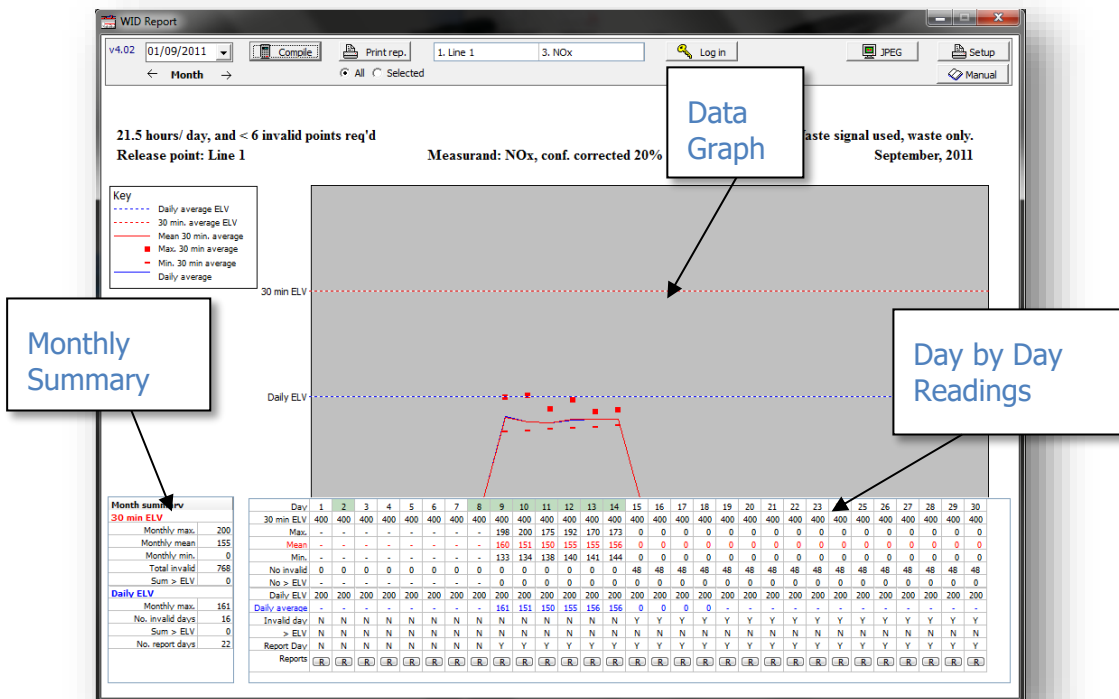 WID Report
v4.02 01/09/2011 Compile Print rep. 1. Line 1 3. NOx Log in JPEG Setup
← Month → All Selected Manual
Data
Graph
21.5 hours/ day, and < 6 invalid points req'd signal used, waste only.
Release point: Line 1 Measurand: NOx, conf. corrected 20% September, 2011
Key
Daily average ELV
30 min. average ELV
Mean 30 min. average
Max. 30 min average
Min. 30 min average
Daily average
30 min ELV
Monthly
Summary
Day by Day
Readings
Daily ELV
Month summary
30 min ELV
Monthly max. 200
Monthly mean 155
Monthly min. 0
Total invalid 768
Sum > ELV 0
Daily ELV
Monthly max. 161
No. invalid days 16
Sum > ELV 0
No. report days 22
Day 1 2 3 4 5 6 7 8 9 10 11 12 13 14 15 16 17 18 19 20 21 22 23 25 26 27 28 29 30
30 min ELV 400 400 400 400 400 400 400 400 400 400 400 400 400 400 400 400 400 400 400 400 400 400 400 400 400 400 400 400 400 400
Max. - - - - - - - - 198 200 175 192 170 173 0 0 0 0 0 0 0 0 0 0 0 0 0 0 0 0
Mean - - - - - - - - 160 151 150 155 155 156 0 0 0 0 0 0 0 0 0 0 0 0 0 0 0 0
Min. - - - - - - - - 133 134 138 140 141 144 0 0 0 0 0 0 0 0 0 0 0 0 0 0 0 0
No invalid 0 0 0 0 0 0 0 0 0 0 0 0 0 0 48 48 48 48 48 48 48 48 48 48 48 48 48 48 48 48
No > ELV - - - - - - - - 0 0 0 0 0 0 0 0 0 0 0 0 0 0 0 0 0 0 0 0 0 0
Daily ELV 200 200 200 200 200 200 200 200 200 200 200 200 200 200 200 200 200 200 200 200 200 200 200 200 200 200 200 200 200 200
Daily average - - - - - - - - 161 151 150 155 156 156 0 0 0 0 - - - - - - - - - - - -
Invalid day N N N N N N N N N N N N N N Y Y Y Y Y Y Y Y Y Y Y Y Y Y Y Y
> ELV N N N N N N N N N N N N N N N N N N N N N N N N N N N N N N
Report Day N N N N N N N N Y Y Y Y Y Y Y Y Y Y Y Y Y Y Y Y Y Y Y Y Y Y
Reports R R R R R R R R R R R R R R R R R R R R R R R R R R R R R R